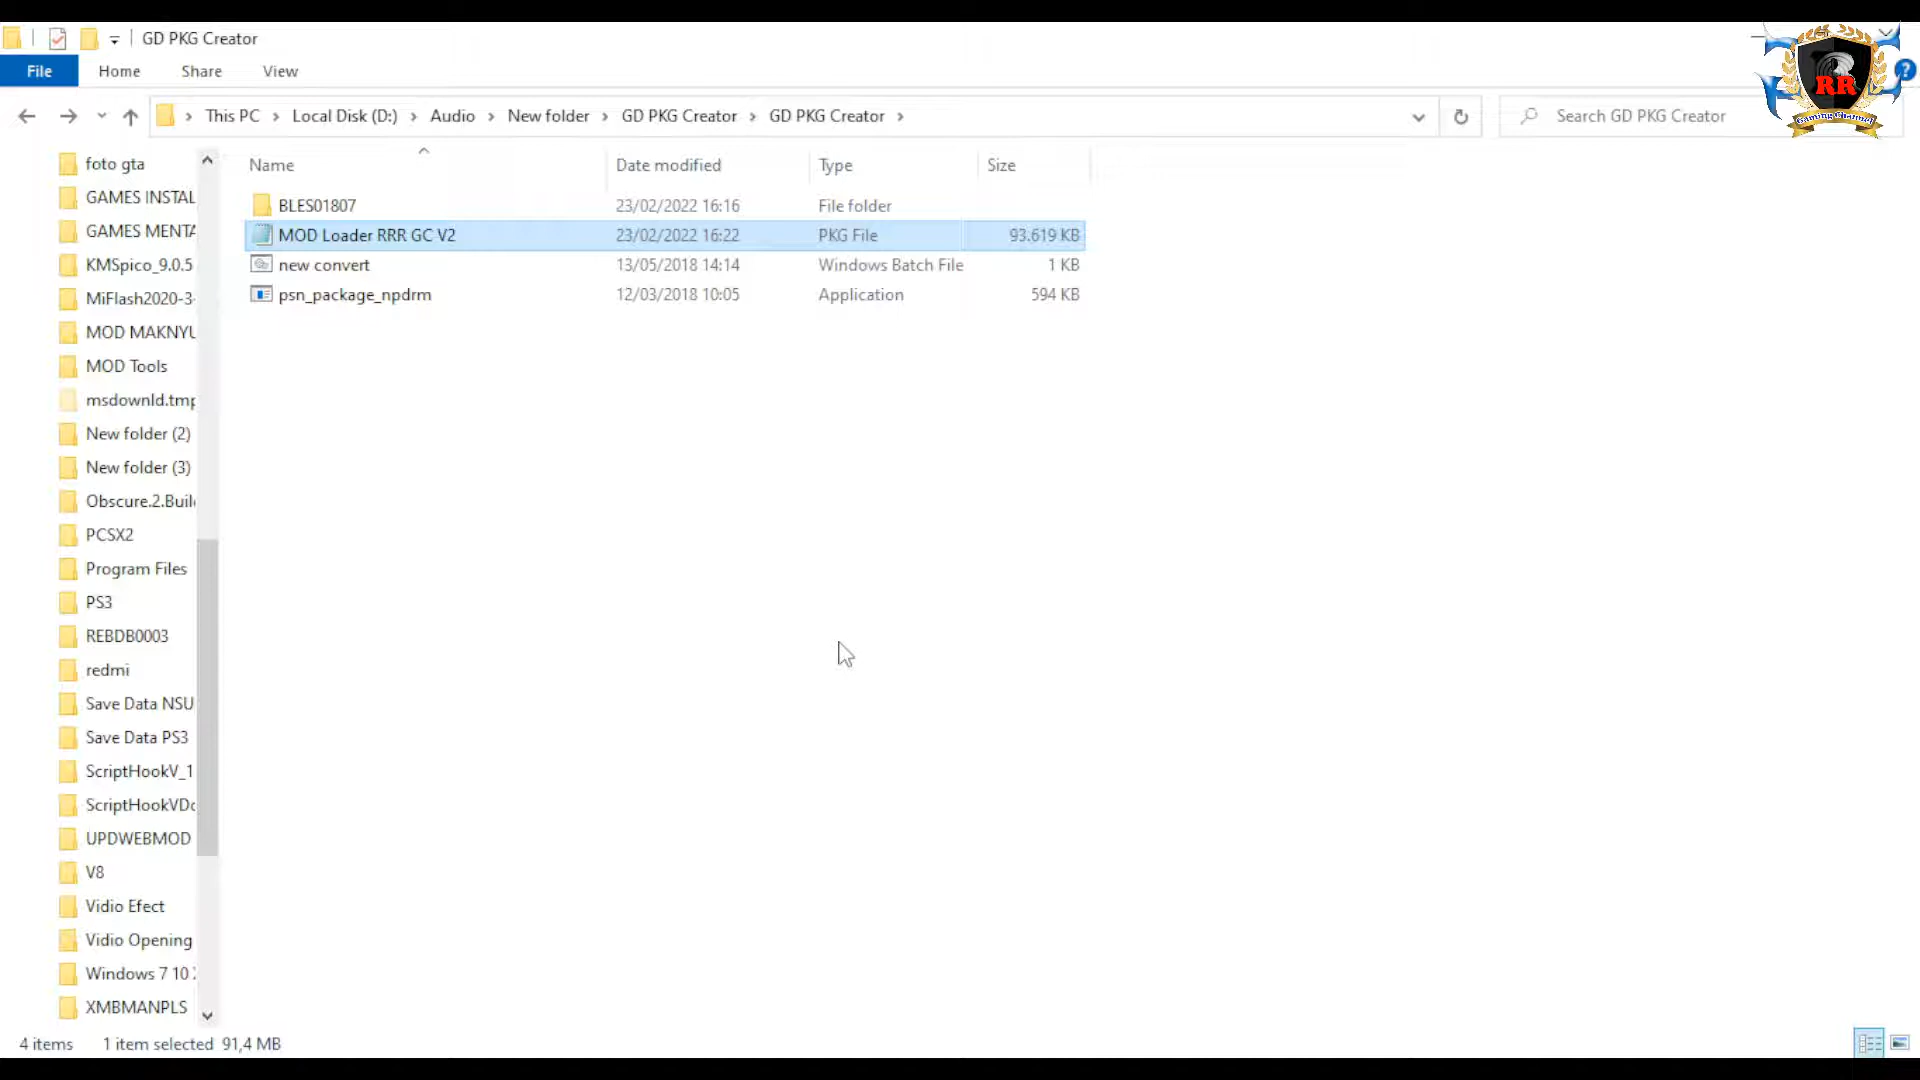 GD PKG Creator
File Home Share View
This PC Local Disk (D:) Audio New folder GD PKG Creator GD PKG Creator Search GD PKG Creator
RR
Gaming Channel
Name Date modified Type Size
BLES01807 23/02/2022 16:16 File folder
MOD Loader RRR GC V2 23/02/2022 16:22 PKG File 93.619 KB
new convert 13/05/2018 14:14 Windows Batch File 1 KB
psn_package_npdrm 12/03/2018 10:05 Application 594 KB
foto gta
GAMES INSTAL
GAMES MENTA
KMSpico_9.0.5
MiFlash2020-3-
MOD MAKNYU
MOD Tools
msdownld.tmp
New folder (2)
New folder (3)
Obscure.2.Buil
PCSX2
Program Files
PS3
REBDB0003
redmi
Save Data NSU
Save Data PS3
ScriptHookV_1
ScriptHookVDo
UPDWEBMOD
V8
Vidio Efect
Vidio Opening
Windows 7 10
XMBMANPLS
4 items 1 item selected 91,4 MB